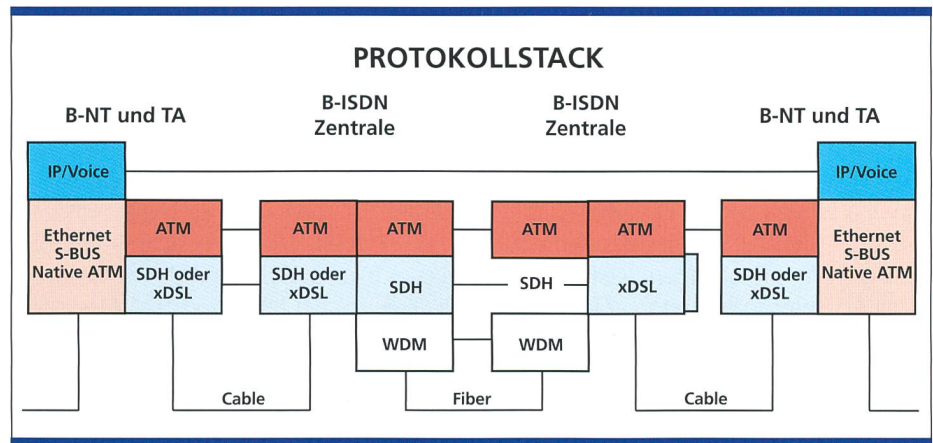 PROTOKOLLSTACK
B-NT und TA
B-ISDN
Zentrale
B-ISDN
Zentrale
B-NT und TA
IP/Voice
IP/Voice
Ethernet
S-BUS
Native ATM
ATM
ATM
ATM
ATM
ATM
ATM
Ethernet
S-BUS
Native ATM
SDH oder
xDSL
SDH oder
xDSL
SDH
SDH
xDSL
SDH oder
xDSL
WDM
WDM
Cable
Fiber
Cable